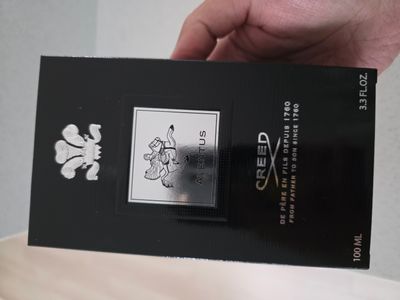 AVENTUS
CREED
DE PÈRE EN FILS DEPUIS 1760
FROM FATHER TO SON SINCE 1760
100 ML
3.3 FL.OZ.